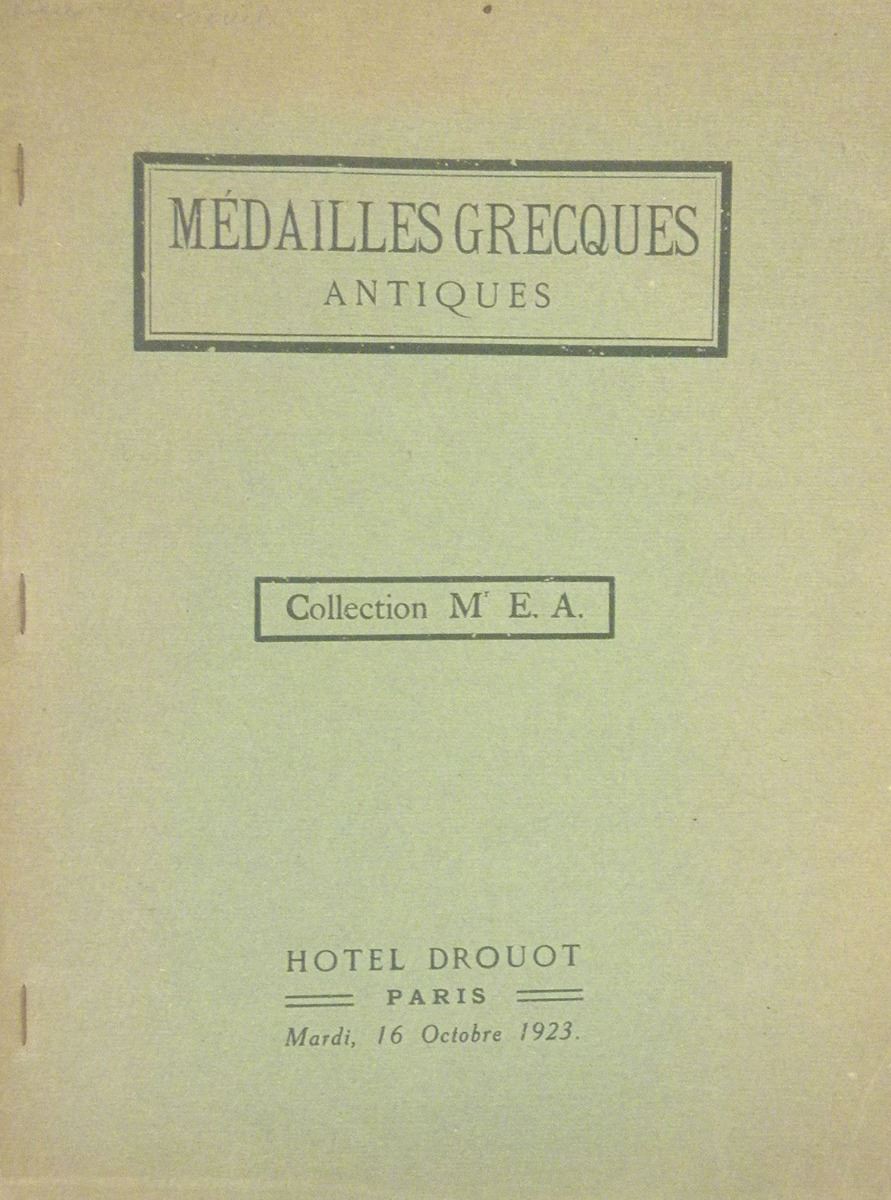 MÉDAILLES GRECQUES
ANTIQUES
Collection Mʳ E. A.
HOTEL DROUOT
PARIS
Mardi, 16 Octobre 1923.